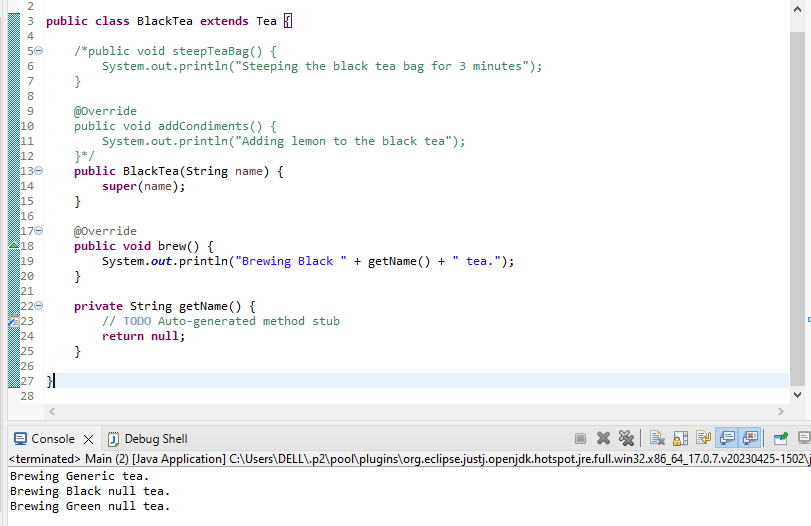 2
3 public class BlackTea extends Tea {
4
5 /*public void steepTeaBag() {
6 System.out.println("Steeping the black tea bag for 3 minutes");
7 }
8
9 @Override
10 public void addCondiments() {
11 System.out.println("Adding lemon to the black tea");
12 }*/
13 public BlackTea(String name) {
14 super(name);
15 }
16
17 @Override
18 public void brew() {
19 System.out.println("Brewing Black " + getName() + " tea.");
20 }
21
22 private String getName() {
23 // TODO Auto-generated method stub
24 return null;
25 }
26
27 }
28
Console Debug Shell
<terminated> Main (2) [Java Application] C:\Users\DELL\.p2\pool\plugins\org.eclipse.justj.openjdk.hotspot.jre.full.win32.x86_64_17.0.7.v20230425-1502\j
Brewing Generic tea.
Brewing Black null tea.
Brewing Green null tea.